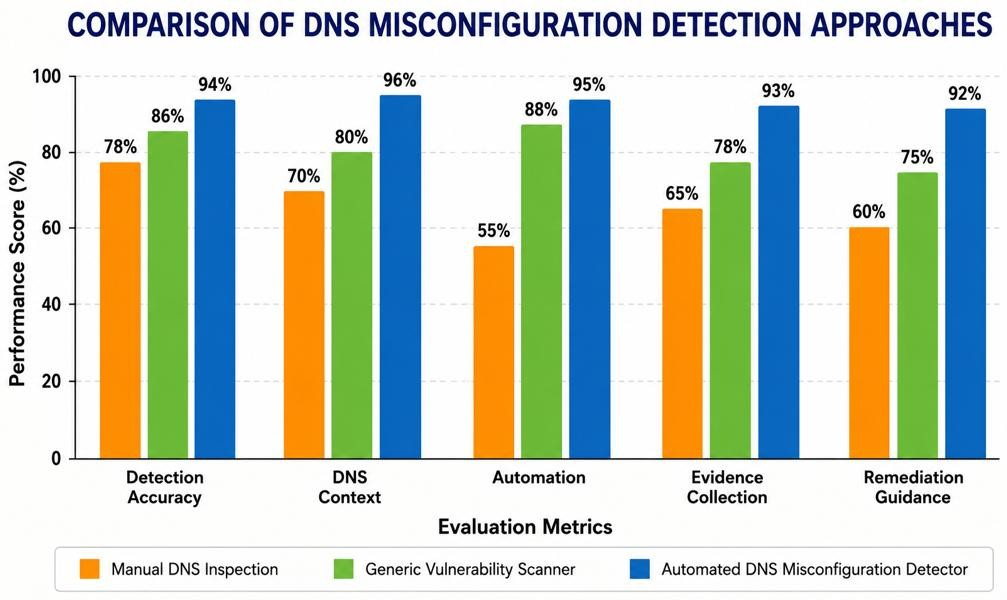 COMPARISON OF DNS MISCONFIGURATION DETECTION APPROACHES
Performance Score (%)
100
80
60
40
20
0
78%
86%
94%
70%
80%
96%
55%
88%
95%
65%
78%
93%
60%
75%
92%
Detection
Accuracy
DNS
Context
Automation
Evidence
Collection
Remediation
Guidance
Evaluation Metrics
Manual DNS Inspection
Generic Vulnerability Scanner
Automated DNS Misconfiguration Detector